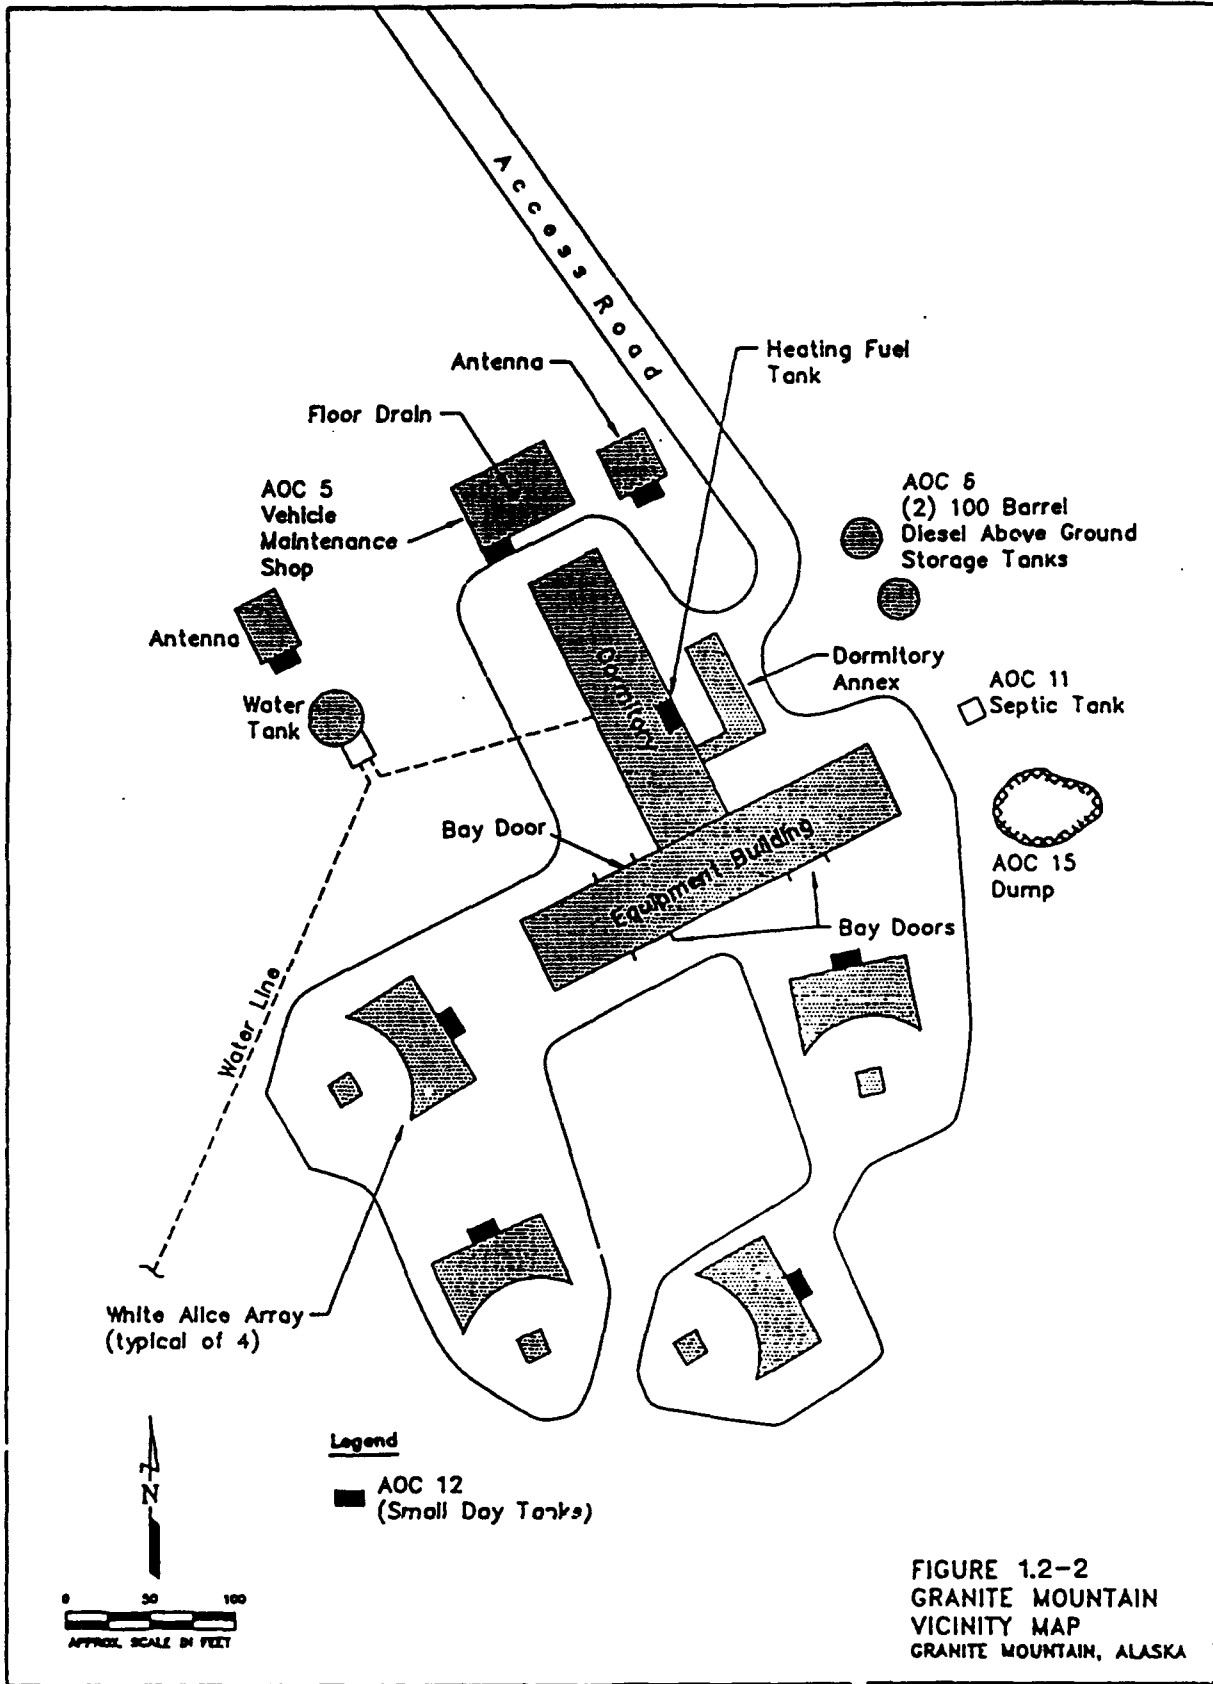 Access Road
Antenna
Heating Fuel
Tank
Floor Drain
AOC 5
Vehicle
Maintenance
Shop
AOC 6
(2) 100 Barrel
Diesel Above Ground
Storage Tanks
Antenna
Dormitory
Dormitory
Annex
AOC 11
Septic Tank
Water
Tank
Bay Door
Equipment Building
AOC 15
Dump
Bay Doors
Water Line
White Alice Array
(typical of 4)
Legend
AOC 12
(Small Day Tanks)
N
0 50 100
APPROX. SCALE IN FEET
FIGURE 1.2-2
GRANITE MOUNTAIN
VICINITY MAP
GRANITE MOUNTAIN, ALASKA